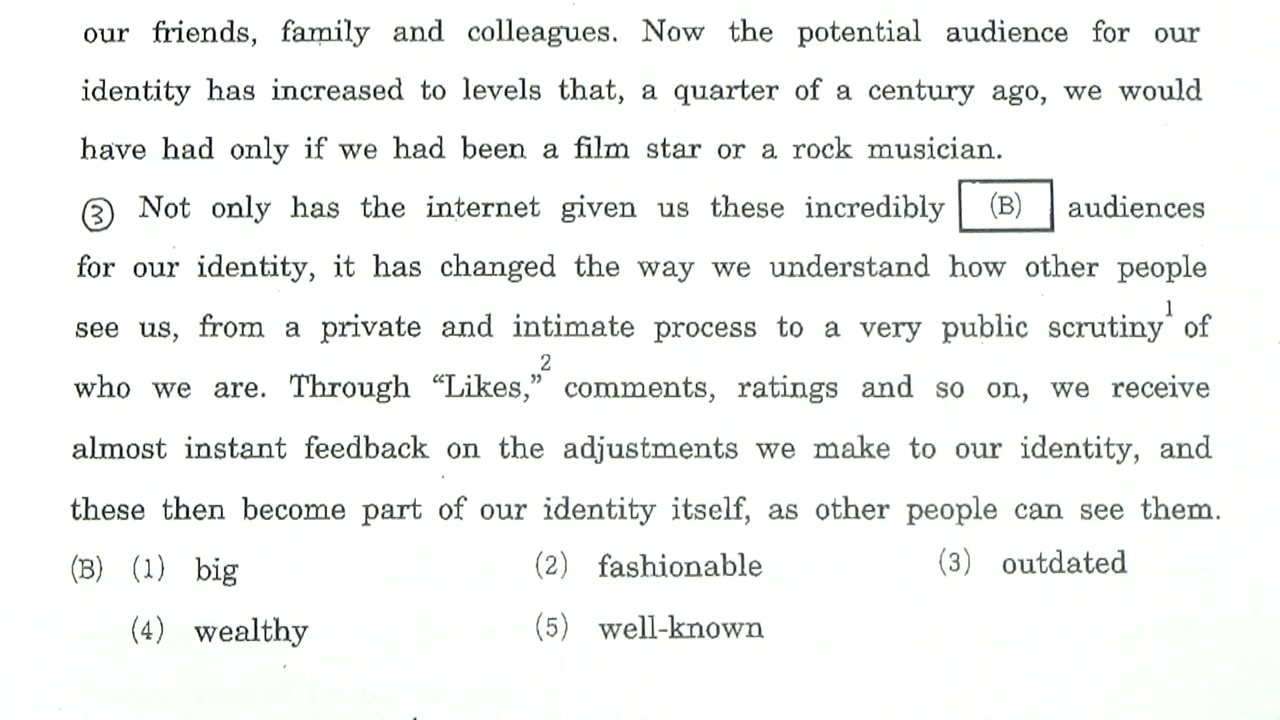 our friends, family and colleagues. Now the potential audience for our
identity has increased to levels that, a quarter of a century ago, we would
have had only if we had been a film star or a rock musician.
③ Not only has the internet given us these incredibly (B) audiences
for our identity, it has changed the way we understand how other people
see us, from a private and intimate process to a very public scrutiny¹ of
who we are. Through “Likes,”² comments, ratings and so on, we receive
almost instant feedback on the adjustments we make to our identity, and
these then become part of our identity itself, as other people can see them.
(B) (1) big (2) fashionable (3) outdated
(4) wealthy (5) well-known